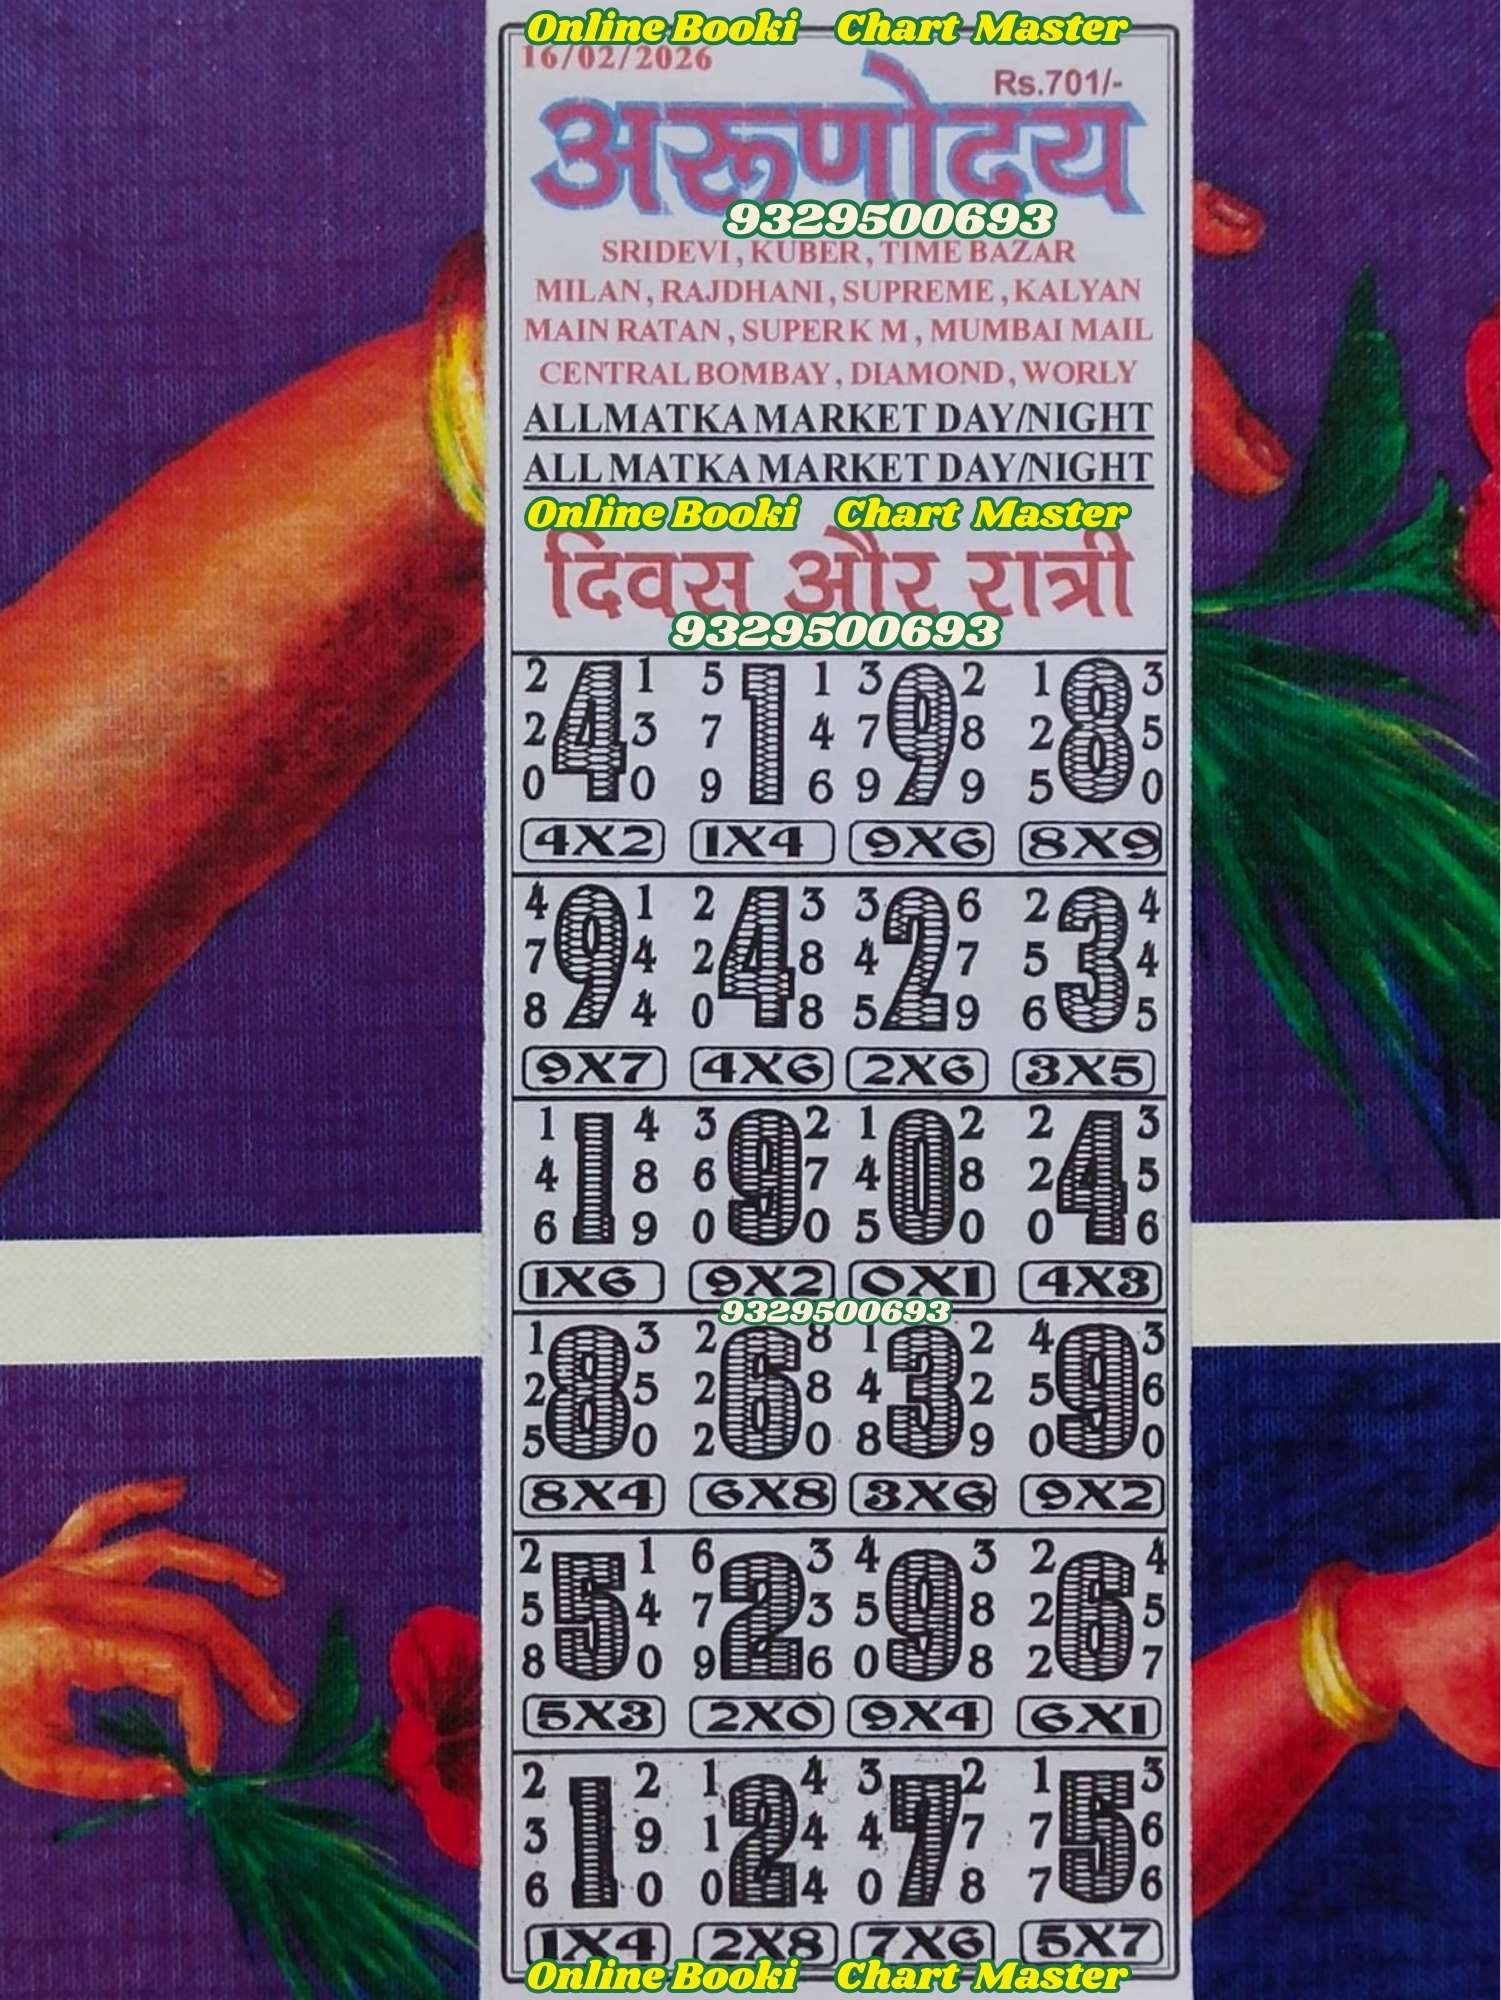 Online Booki Chart Master
16/02/2026
Rs.701/-
अरूणोदय
9329500693
SRIDEVI, KUBER, TIME BAZAR
MILAN, RAJDHANI, SUPREME, KALYAN
MAIN RATAN, SUPER K M, MUMBAI MAIL
CENTRAL BOMBAY, DIAMOND, WORLY
ALL MATKA MARKET DAY/NIGHT
ALL MATKA MARKET DAY/NIGHT
Online Booki Chart Master
दिवस और रात्री
9329500693
2 1 5 1 3 2 1 3
4 1 9 8
2 3 7 4 7 8 2 5
0 0 9 6 9 9 5 0
4X2 1X4 9X6 8X9
4 1 2 3 3 6 2 4
9 4 2 3
7 4 2 8 4 7 5 4
8 4 0 8 5 9 6 5
9X7 4X6 2X6 3X5
1 4 3 2 1 2 2 3
1 9 0 4
4 8 6 7 4 8 2 5
6 9 0 0 5 0 0 6
1X6 9X2 0X1 4X3
9329500693
1 3 2 8 1 2 4 3
8 6 3 9
2 5 2 8 4 2 5 6
5 0 2 0 8 9 0 0
8X4 6X8 3X6 9X2
2 1 6 3 4 3 2 4
5 2 9 6
5 4 7 3 5 8 2 5
8 0 9 6 0 8 2 7
5X3 2X0 9X4 6X1
2 2 1 4 3 2 1 3
1 2 7 5
3 9 1 4 4 7 7 6
6 0 0 4 0 8 7 6
1X4 2X8 7X6 5X7
Online Booki Chart Master